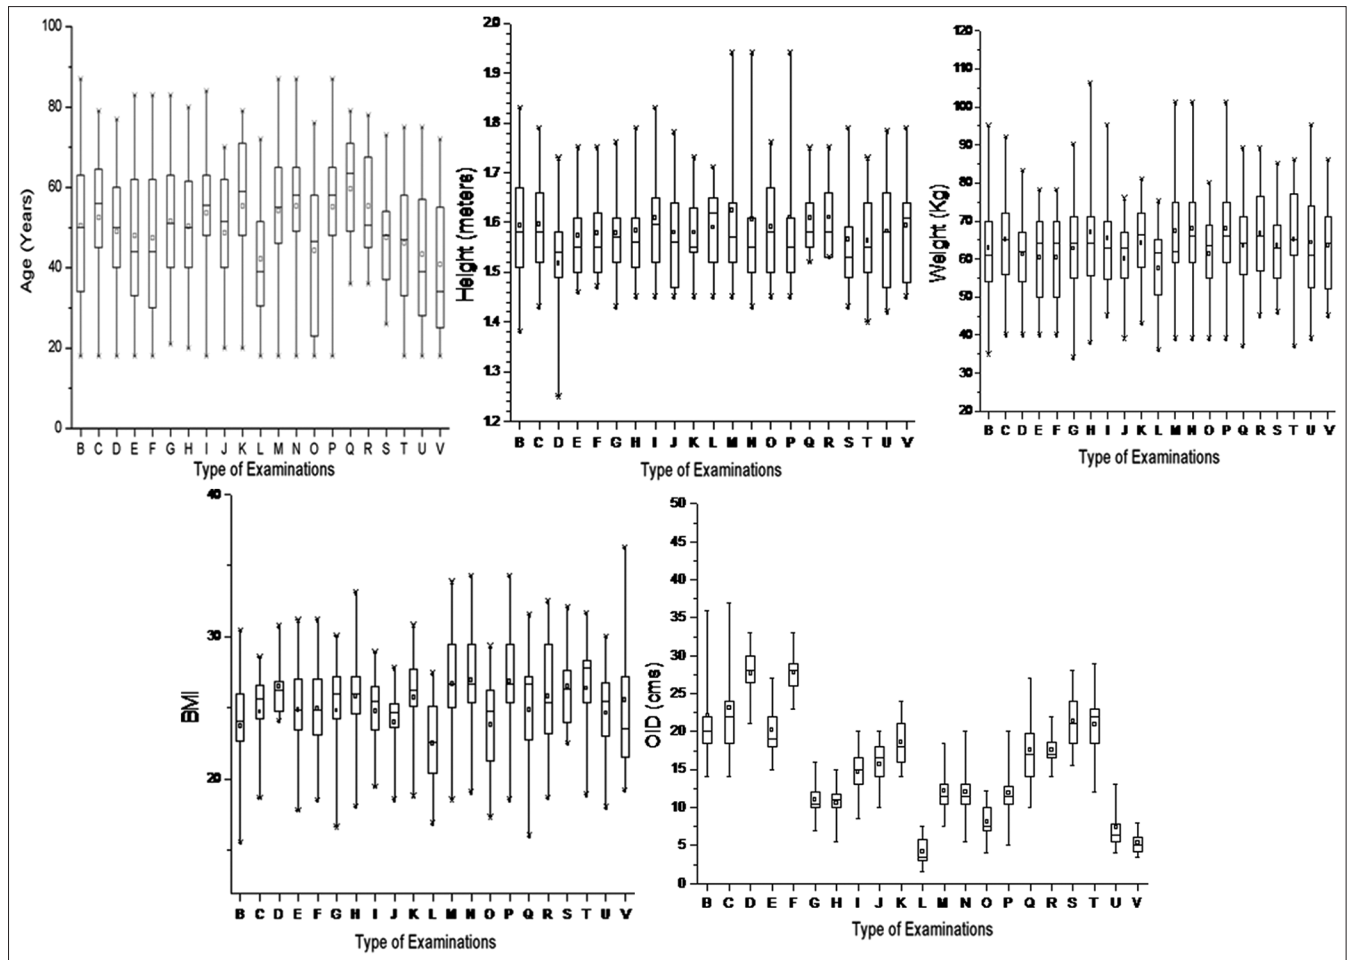 100
80
60
40
20
0
Age (Years)
B C D E F G H I J K L M N O P Q R S T U V
Type of Examinations
2.0
1.9
1.8
1.7
1.6
1.5
1.4
1.3
1.2
Height (meters)
B C D E F G H I J K L M N O P Q R S T U V
Type of Examinations
120
110
100
90
80
70
60
50
40
30
20
Weight (Kg)
B C D E F G H I J K L M N O P Q R S T U V
Type of Examinations
40
30
20
BMI
B C D E F G H I J K L M N O P Q R S T U V
Type of Examinations
50
45
40
35
30
25
20
15
10
5
0
OID (cms)
B C D E F G H I J K L M N O P Q R S T U V
Type of Examinations